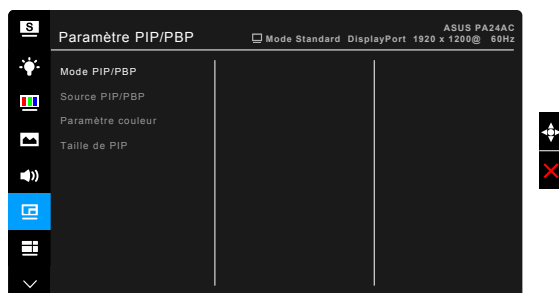 S
Paramètre PIP/PBP
ASUS PA24AC
Mode Standard DisplayPort 1920 x 1200@ 60Hz
Mode PIP/PBP
Source PIP/PBP
Paramètre couleur
Taille de PIP